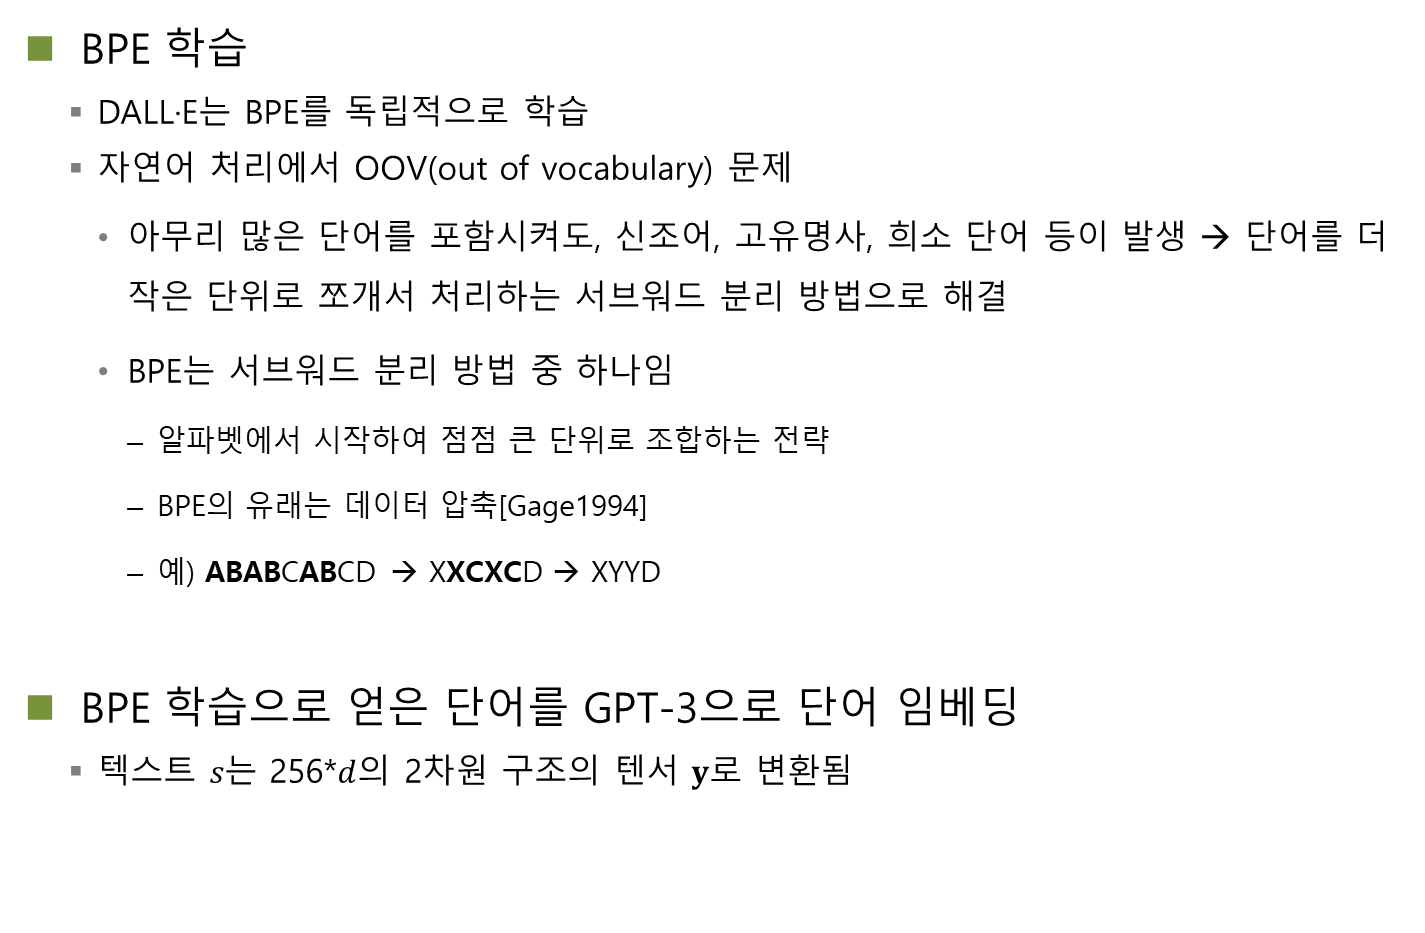 ■ BPE 학습
▪ DALL·E는 BPE를 독립적으로 학습
▪ 자연어 처리에서 OOV(out of vocabulary) 문제
• 아무리 많은 단어를 포함시켜도, 신조어, 고유명사, 희소 단어 등이 발생 → 단어를 더
작은 단위로 쪼개서 처리하는 서브워드 분리 방법으로 해결
• BPE는 서브워드 분리 방법 중 하나임
– 알파벳에서 시작하여 점점 큰 단위로 조합하는 전략
– BPE의 유래는 데이터 압축[Gage1994]
– 예) ABABCABCD → XXCXCD → XYYD
■ BPE 학습으로 얻은 단어를 GPT-3으로 단어 임베딩
▪ 텍스트 s는 256*d의 2차원 구조의 텐서 y로 변환됨